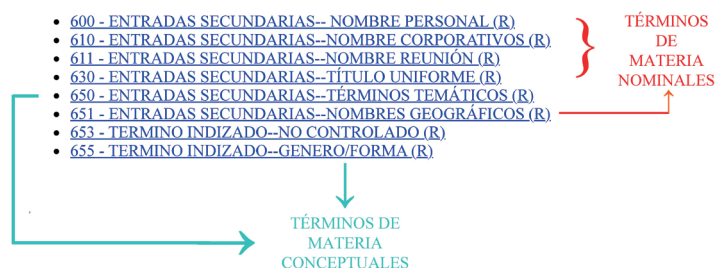 • 600 - ENTRADAS SECUNDARIAS-- NOMBRE PERSONAL (R)
• 610 - ENTRADAS SECUNDARIAS--NOMBRE CORPORATIVOS (R)
• 611 - ENTRADAS SECUNDARIAS--NOMBRE REUNIÓN (R)
• 630 - ENTRADAS SECUNDARIAS--TÍTULO UNIFORME (R)
• 650 - ENTRADAS SECUNDARIAS--TÉRMINOS TEMÁTICOS (R)
• 651 - ENTRADAS SECUNDARIAS--NOMBRES GEOGRÁFICOS (R)
• 653 - TERMINO INDIZADO--NO CONTROLADO (R)
• 655 - TERMINO INDIZADO--GENERO/FORMA (R)
TÉRMINOS
DE
MATERIA
NOMINALES
TÉRMINOS DE
MATERIA
CONCEPTUALES